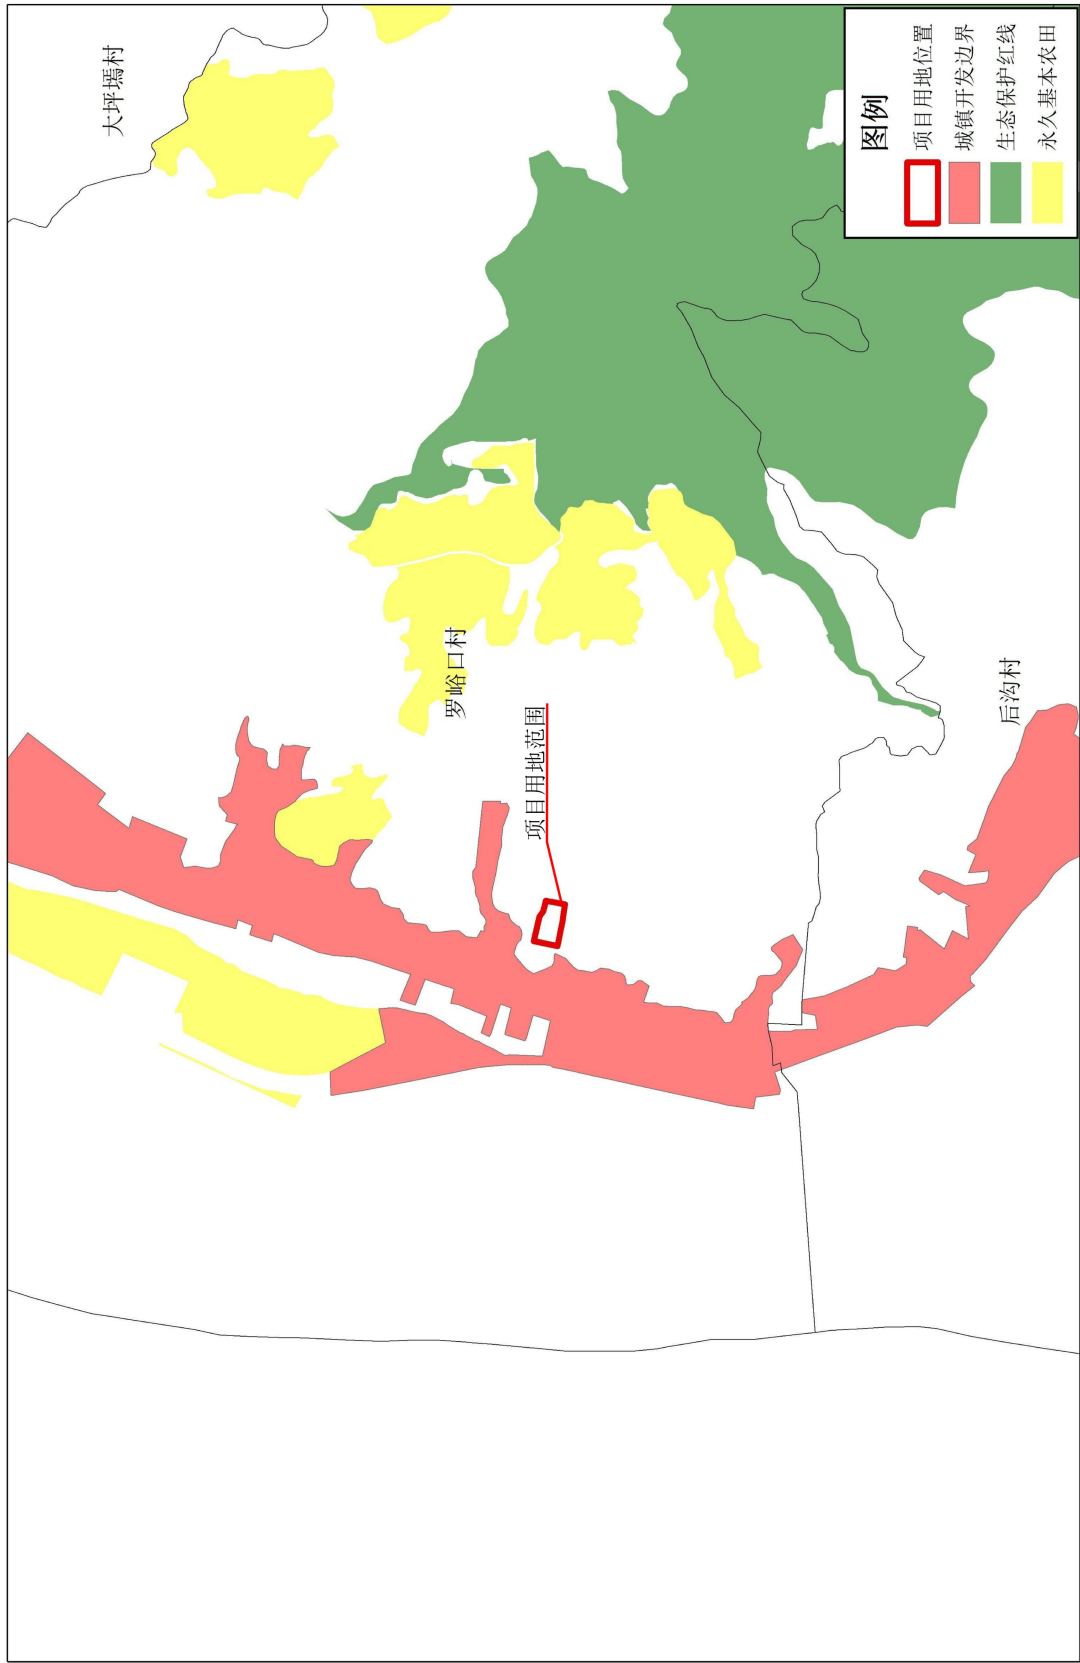 大坪墕村
罗峪口村
项目用地范围
后沟村
图例
项目用地位置
城镇开发边界
生态保护红线
永久基本农田